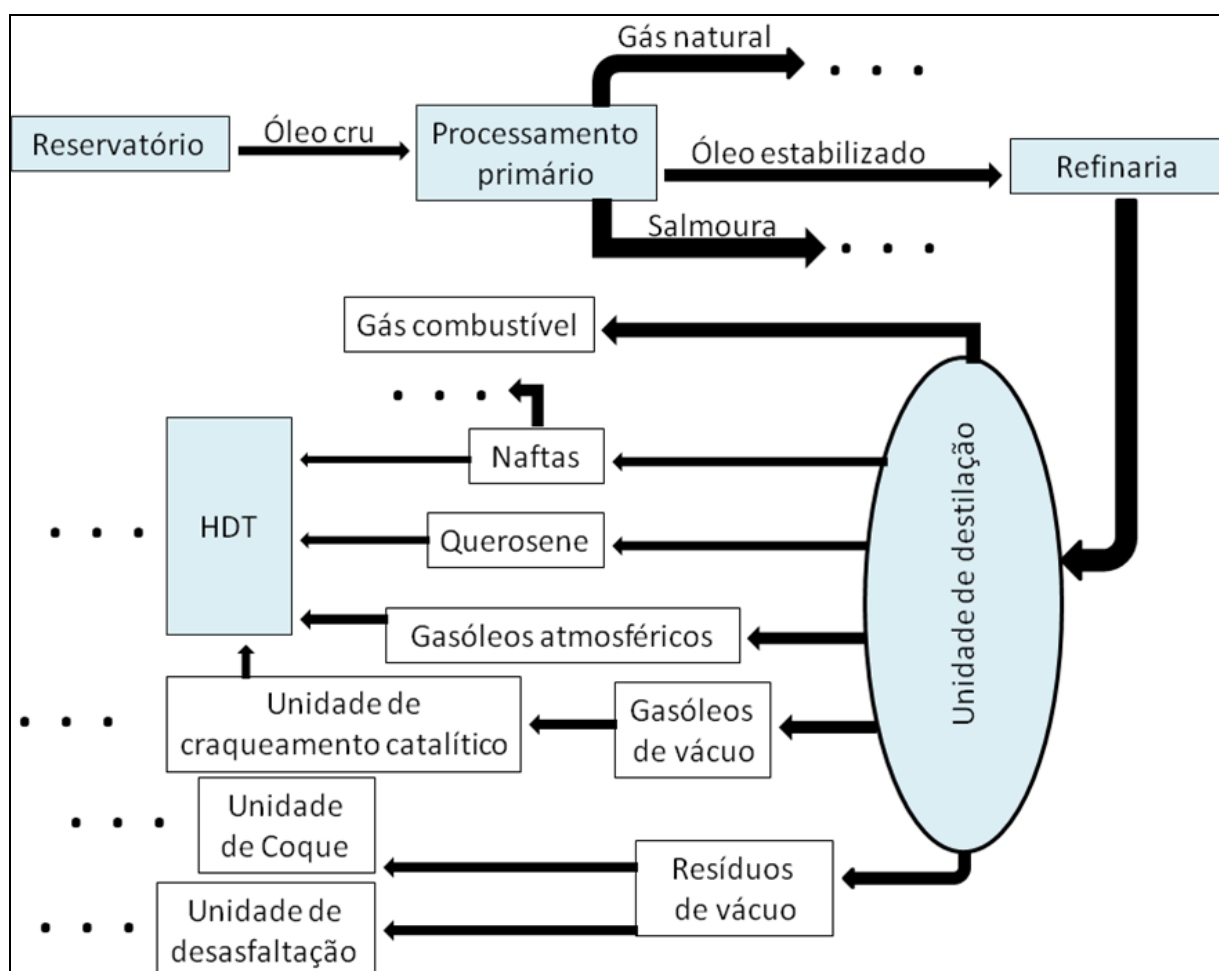 Gás natural
Reservatório
Óleo cru
Processamento
primário
Óleo estabilizado
Refinaria
Salmoura
. . .
. . .
Gás combustível
. . .
Naftas
HDT
. . .
Querosene
Unidade de destilação
Gasóleos atmosféricos
Unidade de
craqueamento catalítico
. . .
Gasóleos
de vácuo
Unidade
de Coque
. . .
Resíduos
de vácuo
Unidade de
desasfaltação
. . .